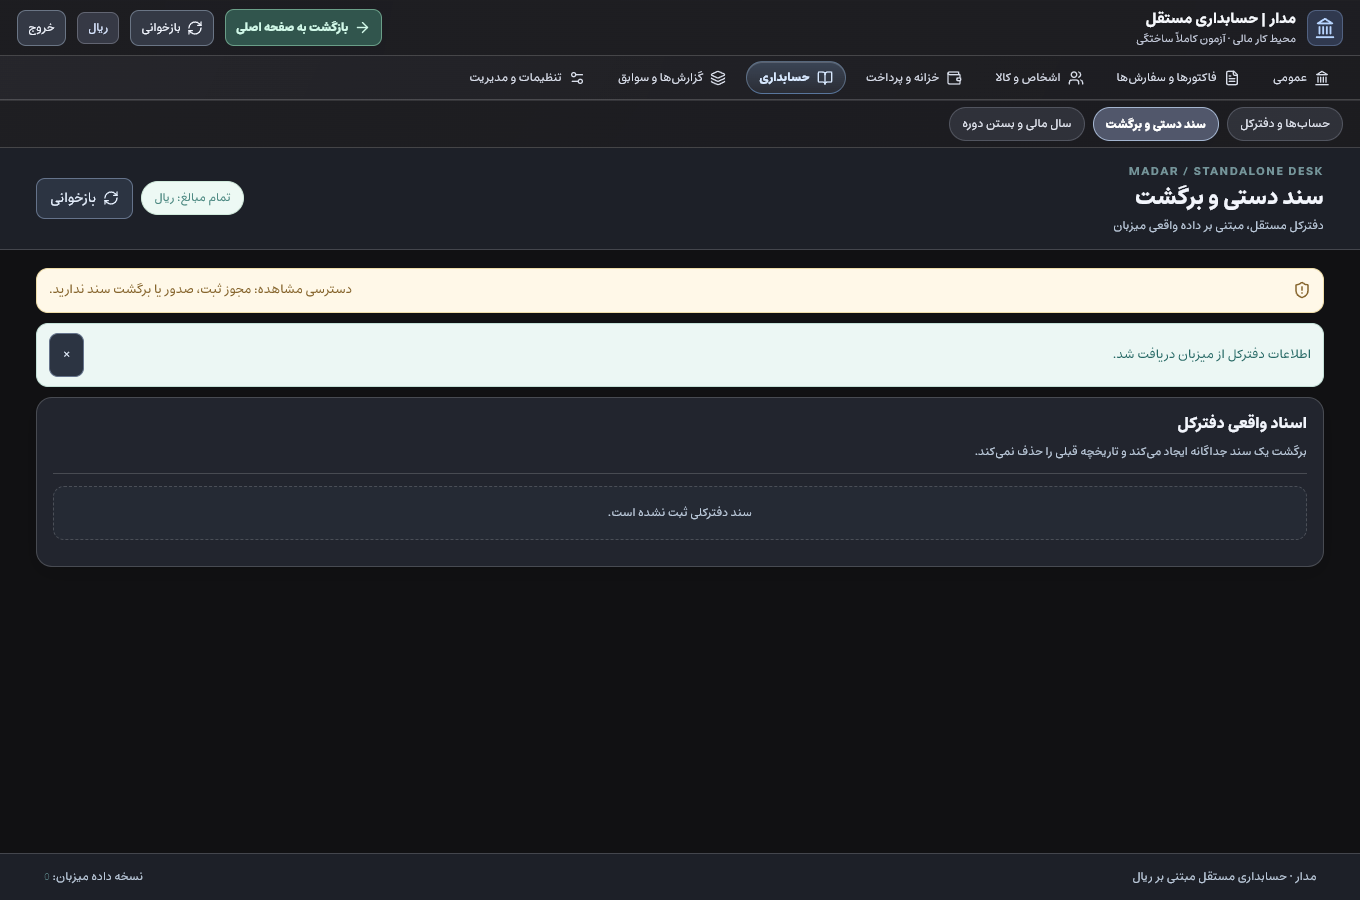 مدار | حسابداری مستقل
محیط کار مالی · آزمون کاملاً ساختگی
بازگشت به صفحه اصلی
بازخوانی
ریال
خروج
عمومی
فاکتورها و سفارش‌ها
اشخاص و کالا
خزانه و پرداخت
حسابداری
گزارش‌ها و سوابق
تنظیمات و مدیریت
حساب‌ها و دفترکل
سند دستی و برگشت
سال مالی و بستن دوره
MADAR / STANDALONE DESK
سند دستی و برگشت
دفترکل مستقل، مبتنی بر داده واقعی میزبان
تمام مبالغ: ریال
بازخوانی
دسترسی مشاهده: مجوز ثبت، صدور یا برگشت سند ندارید.
اطلاعات دفترکل از میزبان دریافت شد.
×
اسناد واقعی دفترکل
برگشت یک سند جداگانه ایجاد می‌کند و تاریخچه قبلی را حذف نمی‌کند.
سند دفترکلی ثبت نشده است.
مدار · حسابداری مستقل مبتنی بر ریال
نسخه داده میزبان: